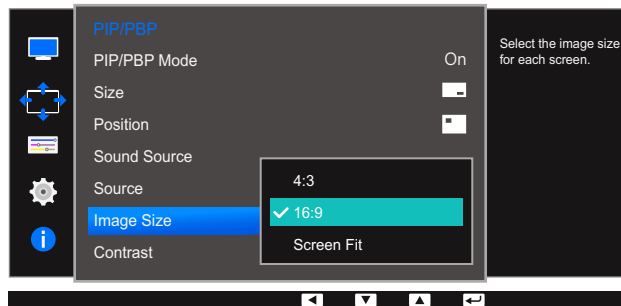 PIP/PBP
PIP/PBP Mode On
Size
Position
Sound Source
Source
Image Size
Contrast
4:3
16:9
Screen Fit
Select the image size
for each screen.